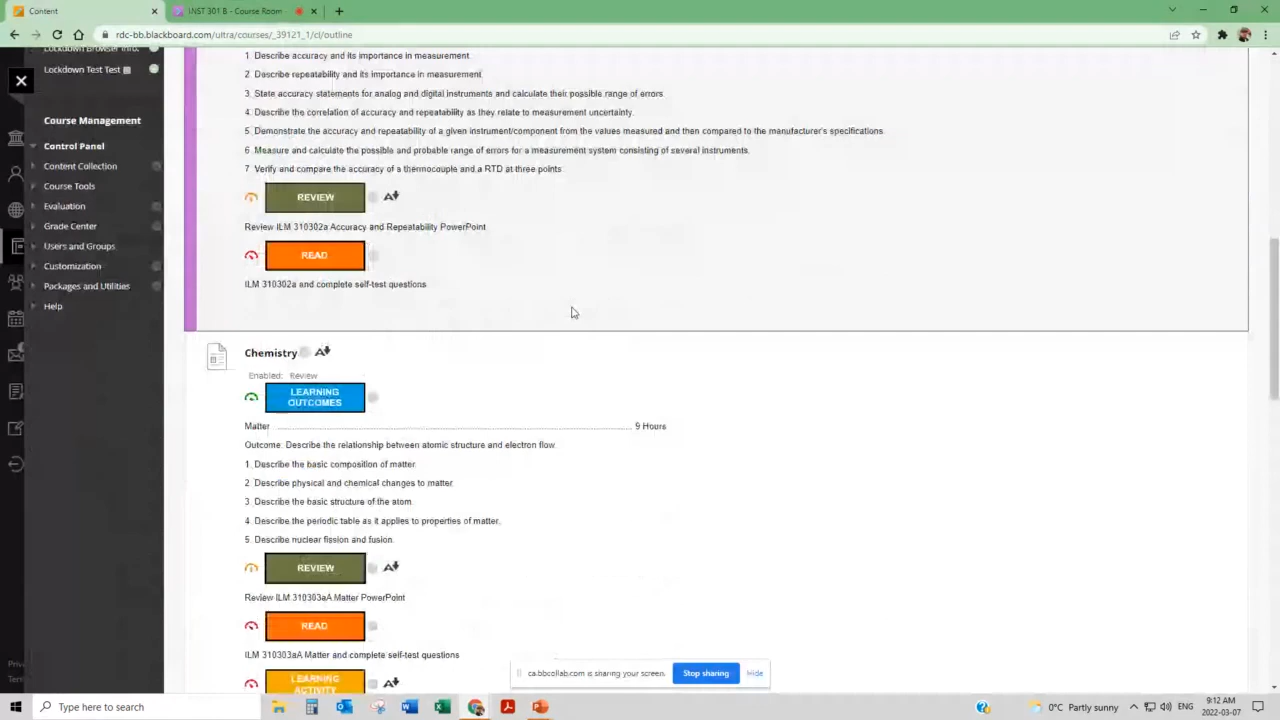 Content
INST 301 B - Course Room
rdc-bb.blackboard.com/ultra/courses/_39121_1/cl/outline
Lockdown Browser Info.
Lockdown Test Test
Course Management
Control Panel
Content Collection
Course Tools
Evaluation
Grade Center
Users and Groups
Customization
Packages and Utilities
Help
1. Describe accuracy and its importance in measurement.
2. Describe repeatability and its importance in measurement.
3. State accuracy statements for analog and digital instruments and calculate their possible range of errors.
4. Describe the correlation of accuracy and repeatability as they relate to measurement uncertainty.
5. Demonstrate the accuracy and repeatability of a given instrument/component from the values measured and then compared to the manufacturer's specifications.
6. Measure and calculate the possible and probable range of errors for a measurement system consisting of several instruments.
7. Verify and compare the accuracy of a thermocouple and a RTD at three points.
REVIEW
Review ILM 310302a Accuracy and Repeatability PowerPoint
READ
ILM 310302a and complete self-test questions
Chemistry
Enabled: Review
LEARNING
OUTCOMES
Matter ........ 9 Hours
Outcome: Describe the relationship between atomic structure and electron flow.
1. Describe the basic composition of matter.
2. Describe physical and chemical changes to matter.
3. Describe the basic structure of the atom.
4. Describe the periodic table as it applies to properties of matter.
5. Describe nuclear fission and fusion.
REVIEW
Review ILM 310303aA Matter PowerPoint
READ
ILM 310303aA Matter and complete self-test questions
LEARNING
ACTIVITY
ca.bbcollab.com is sharing your screen.
Stop sharing
Hide
Type here to search
0°C Partly sunny
ENG
9:12 AM
2022-03-07